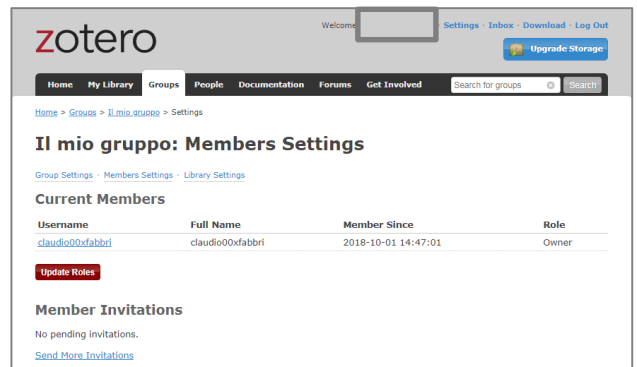 zotero
Welcome · Settings · Inbox · Download · Log Out
Upgrade Storage
Home My Library Groups People Documentation Forums Get Involved Search for groups Search
Home > Groups > Il mio gruppo > Settings
Il mio gruppo: Members Settings
Group Settings · Members Settings · Library Settings
Current Members
Username Full Name Member Since Role
claudio00xfabbri claudio00xfabbri 2018-10-01 14:47:01 Owner
Update Roles
Member Invitations
No pending invitations.
Send More Invitations